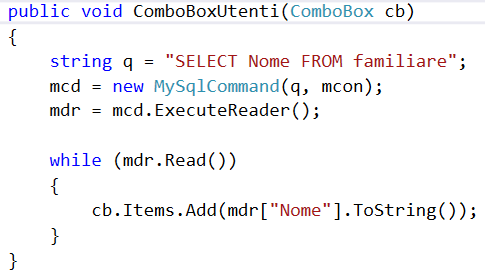 public void ComboBoxUtenti(ComboBox cb)
{
    string q = "SELECT Nome FROM familiare";
    mcd = new MySqlCommand(q, mcon);
    mdr = mcd.ExecuteReader();

    while (mdr.Read())
    {
        cb.Items.Add(mdr["Nome"].ToString());
    }
}